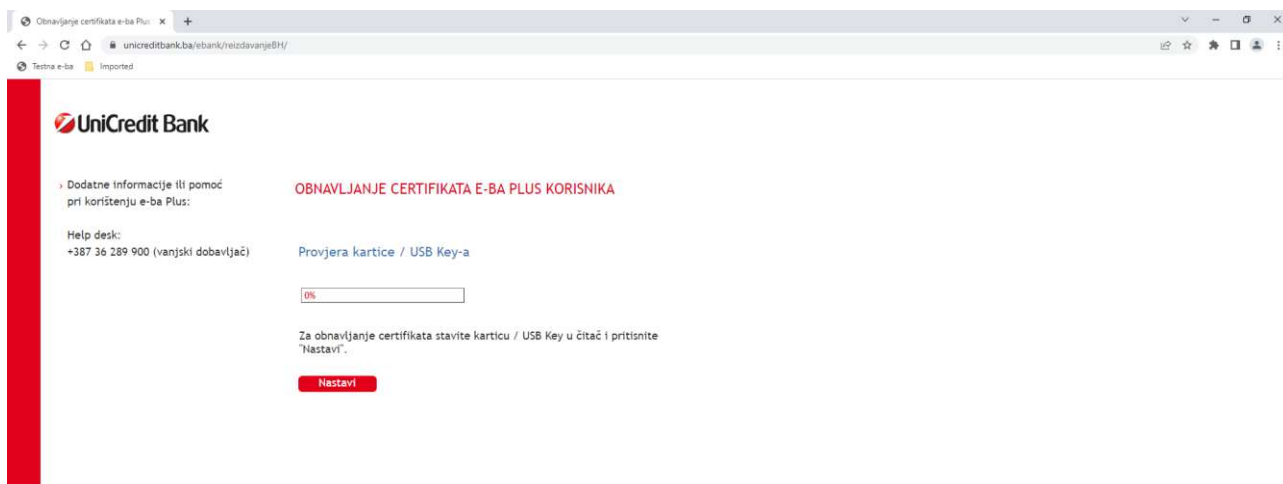 Obnavljanje certifikata e-ba Plus
unicreditbank.ba/ebank/reizdavanjeBH/
Testna e-ba
Imported
UniCredit Bank
Dodatne informacije ili pomoć
pri korištenju e-ba Plus:
Help desk:
+387 36 289 900 (vanjski dobavljač)
OBNAVLJANJE CERTIFIKATA E-BA PLUS KORISNIKA
Provjera kartice / USB Key-a
0%
Za obnavljanje certifikata stavite karticu / USB Key u čitač i pritisnite
"Nastavi".
Nastavi